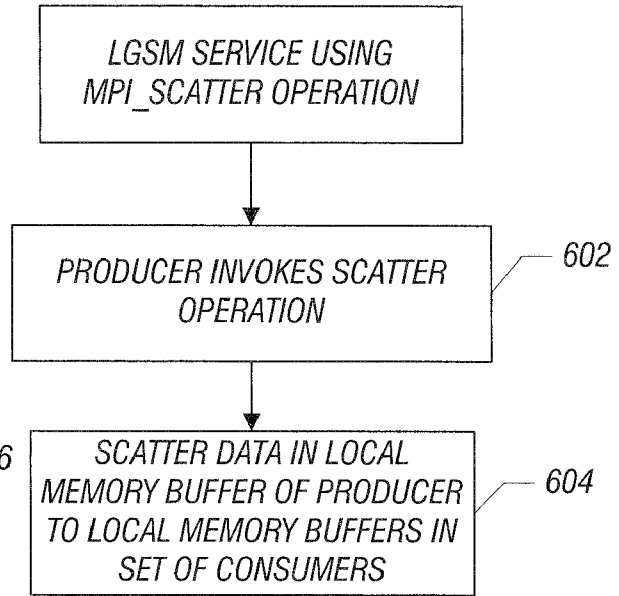 LGSM SERVICE USING
MPI_SCATTER OPERATION
PRODUCER INVOKES SCATTER
OPERATION
602
6
SCATTER DATA IN LOCAL
MEMORY BUFFER OF PRODUCER
TO LOCAL MEMORY BUFFERS IN
SET OF CONSUMERS
604